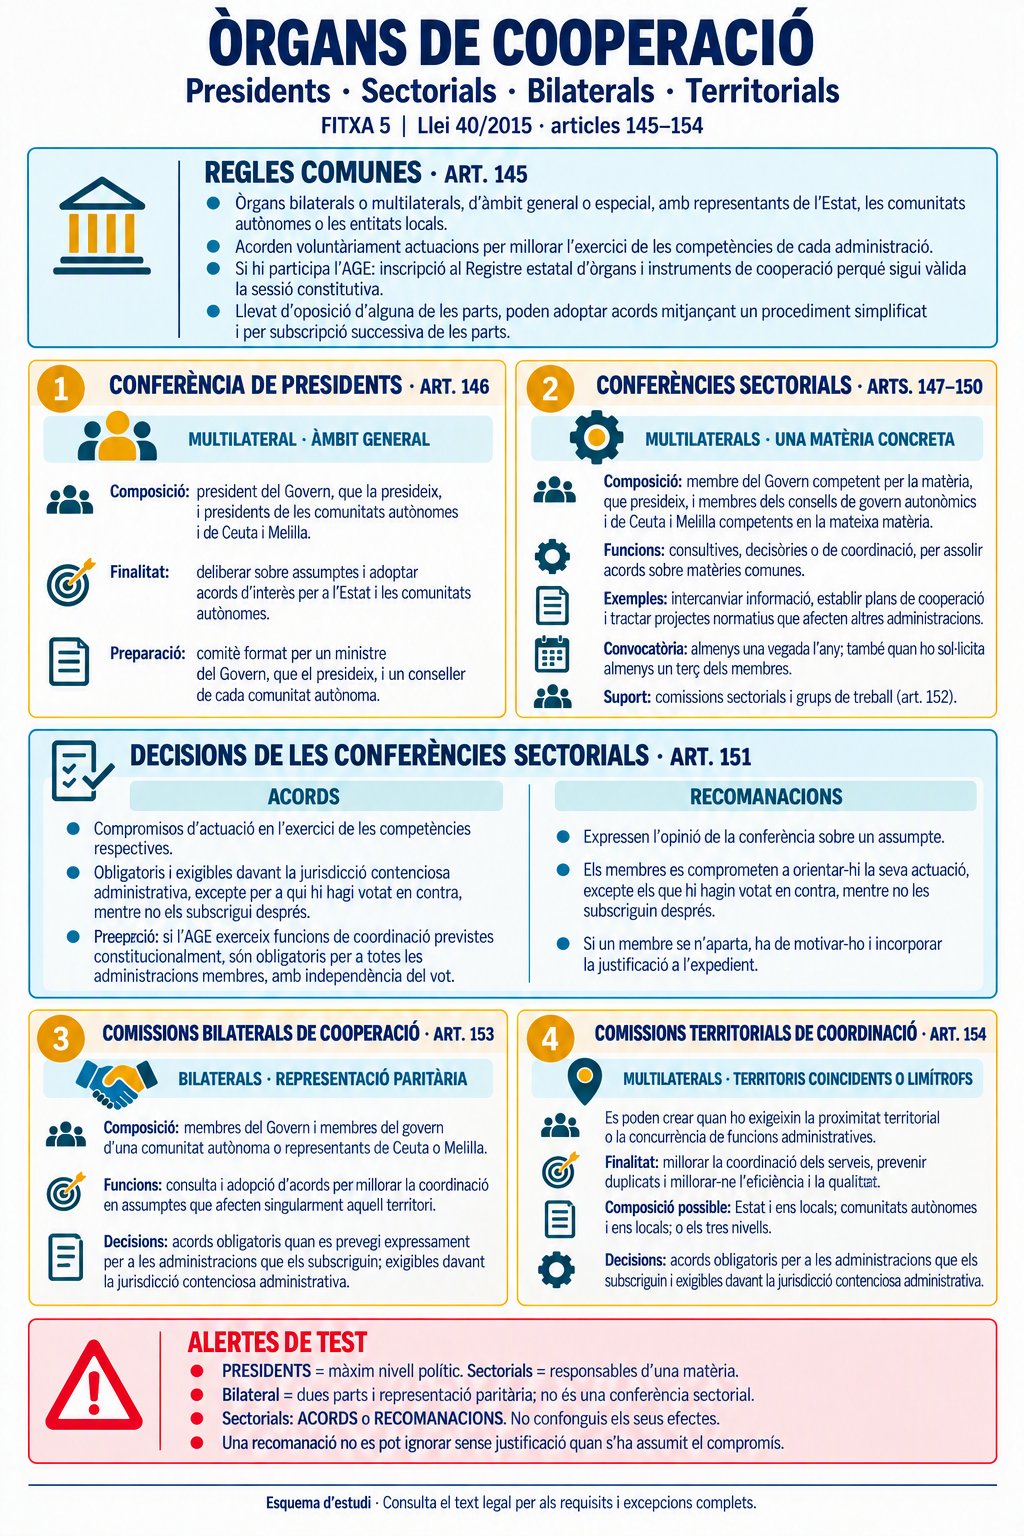 ÒRGANS DE COOPERACIÓ
Presidents · Sectorials · Bilaterals · Territorials
FITXA 5 | Llei 40/2015 · articles 145–154
REGLES COMUNES · ART. 145
● Òrgans bilaterals o multilaterals, d’àmbit general o especial, amb representants de l’Estat, les comunitats
autònomes o les entitats locals.
● Acorden voluntàriament actuacions per millorar l’exercici de les competències de cada administració.
● Si hi participa l’AGE: inscripció al Registre estatal d’òrgans i instruments de cooperació perqué sigui vàlida
la sessió constitutiva.
● Llevat d’oposició d’alguna de les parts, poden adoptar acords mitjançant un procediment simplificat
i per subscripció successiva de les parts.
1 CONFERÈNCIA DE PRESIDENTS · ART. 146
MULTILATERAL · ÀMBIT GENERAL
Composició: president del Govern, que la presideix,
i presidents de les comunitats autònomes
i de Ceuta i Melilla.
Finalitat: deliberar sobre assumptes i adoptar
acords d’interès per a l’Estat i les comunitats
autònomes.
Preparació: comitè format per un ministre
del Govern, que el presideix, i un conseller
de cada comunitat autònoma.
2 CONFERÈNCIES SECTORIALS · ARTS. 147–150
MULTILATERALS · UNA MATÈRIA CONCRETA
Composició: membre del Govern competent per la matèria,
que presideix, i membres dels consells de govern autonòmics
i de Ceuta i Melilla competents en la mateixa matèria.
Funcions: consultives, decisòries o de coordinació, per assolir
acords sobre matèries comunes.
Exemples: intercanviar informació, establir plans de cooperació
i tractar projectes normatius que afecten altres administracions.
Convocatòria: almenys una vegada l’any; també quan ho sol·licita
almenys un terç dels membres.
Suport: comissions sectorials i grups de treball (art. 152).
DECISIONS DE LES CONFERÈNCIES SECTORIALS · ART. 151
ACORDS
● Compromisos d’actuació en l’exercici de les competències
respectives.
● Obligatoris i exigibles davant la jurisdicció contenciosa
administrativa, excepte per a qui hi hagi votat en contra,
mentre no els subscrigui després.
● si l’AGE exerceix funcions de coordinació previstes
constitucionalment, són obligatoris per a totes les
administracions membres, amb independència del vot.
RECOMANACIONS
● Expressen l’opinió de la conferència sobre un assumpte.
● Els membres es comprometen a orientar-hi la seva actuació,
excepte els que hi hagin votat en contra, mentre no les
subscriguin després.
● Si un membre se n’aparta, ha de motivar-ho i incorporar
la justificació a l’expedient.
3 COMISSIONS BILATERALS DE COOPERACIÓ · ART. 153
BILATERALS · REPRESENTACIÓ PARITÀRIA
Composició: membres del Govern i membres del govern
d’una comunitat autònoma o representants de Ceuta o Melilla.
Funcions: consulta i adopció d’acords per millorar la coordinació
en assumptes que afecten singularment aquell territori.
Decisions: acords obligatoris quan es prevegi expressament
per a les administracions que els subscriguin; exigibles davant
la jurisdicció contenciosa administrativa.
4 COMISSIONS TERRITORIALS DE COORDINACIÓ · ART. 154
MULTILATERALS · TERRITORIS COINCIDENTS O LIMÍTROFS
Es poden crear quan ho exigeixin la proximitat territorial
o la concurrència de funcions administratives.
Finalitat: millorar la coordinació dels serveis, prevenir
duplicats i millorar-ne l’eficiència i la
Composició possible: Estat i ens locals; comunitats autònomes
i ens locals; o els tres nivells.
Decisions: acords obligatoris per a les administracions que els
subscriguin i exigibles davant la jurisdicció contenciosa administrativa.
ALERTES DE TEST
● PRESIDENTS = màxim nivell polític. Sectorials = responsables d’una matèria.
● Bilateral = dues parts i representació paritària; no és una conferència sectorial.
● Sectorials: ACORDS o RECOMANACIONS. No confonguis els seus efectes.
● Una recomanació no es pot ignorar sense justificació quan s’ha assumit el compromís.
Esquema d’estudi · Consulta el text legal per als requisits i excepcions complets.